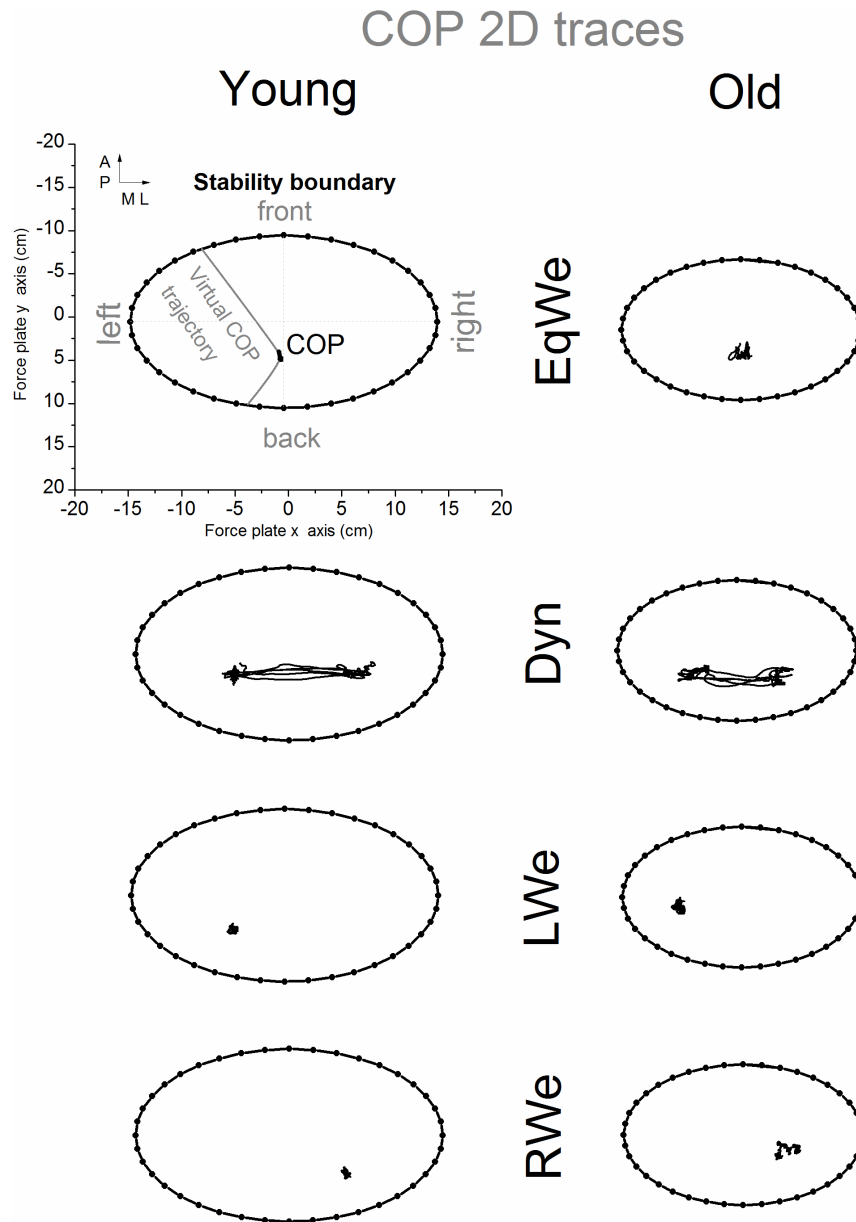 COP 2D traces
Young
Old
-20
-15
-10
-5
0
5
10
15
20
Force plate y axis (cm)
A
P
M L
Stability boundary
front
left
Virtual COP
trajectory
COP
right
back
-20
-15
-10
-5
0
5
10
15
20
Force plate x axis (cm)
EqWe
Dyn
LWe
RWe